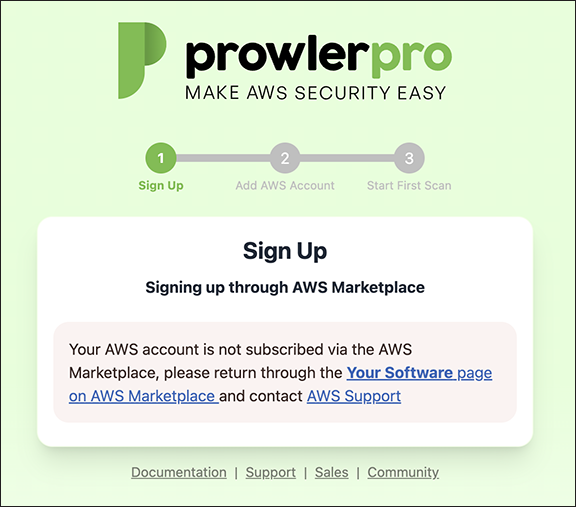 prowlerpro
MAKE AWS SECURITY EASY
1 2 3
Sign Up Add AWS Account Start First Scan
Sign Up
Signing up through AWS Marketplace
Your AWS account is not subscribed via the AWS
Marketplace, please return through the Your Software page
on AWS Marketplace and contact AWS Support
Documentation | Support | Sales | Community